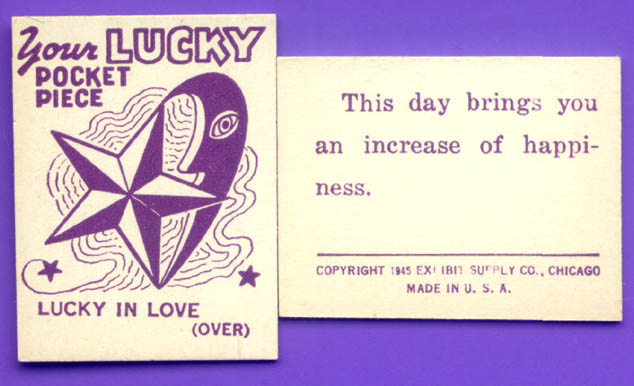 Your LUCKY
POCKET
PIECE
LUCKY IN LOVE
(OVER)
This day brings you
an increase of happi-
ness.
COPYRIGHT 1945 EXHIBIT SUPPLY CO., CHICAGO
MADE IN U. S. A.